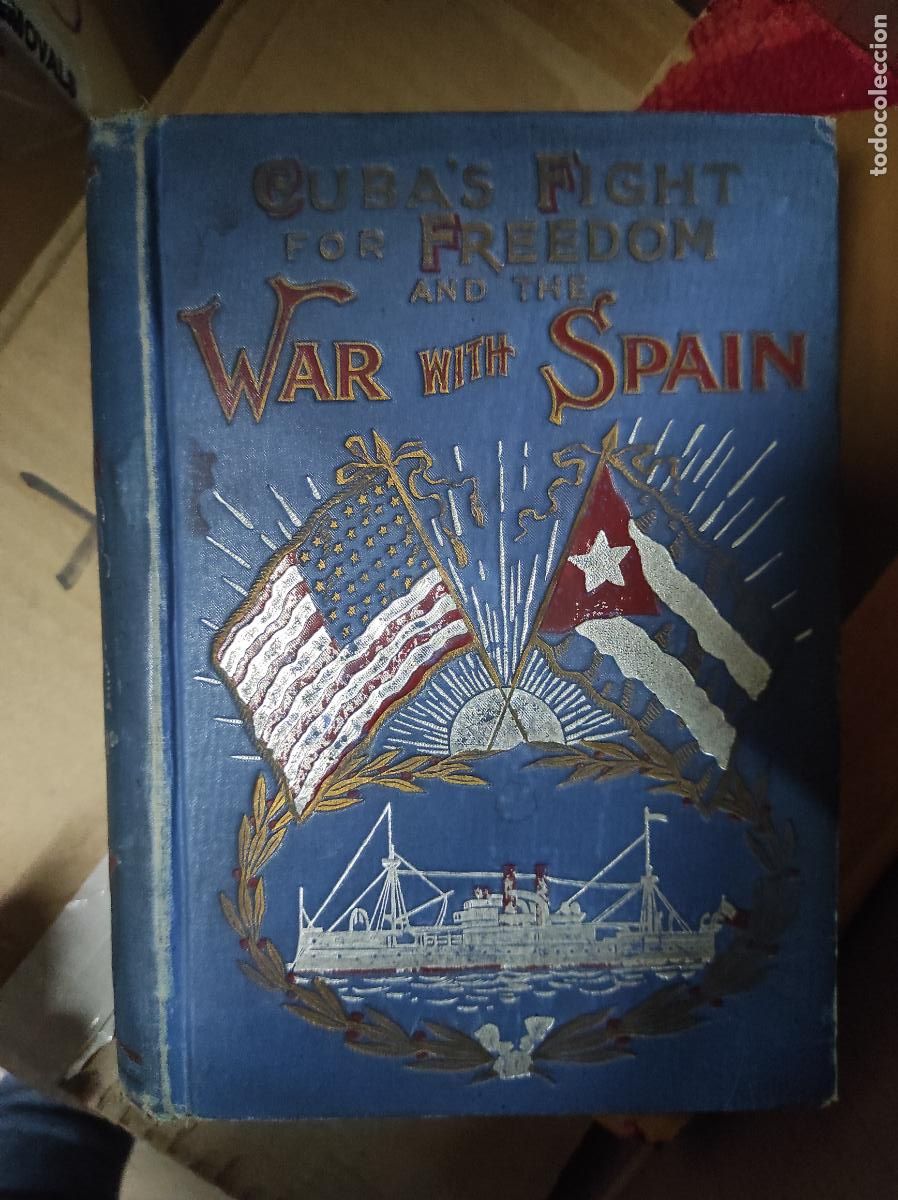 CUBA'S FIGHT
FOR FREEDOM
AND THE
WAR WITH SPAIN
todocoleccion